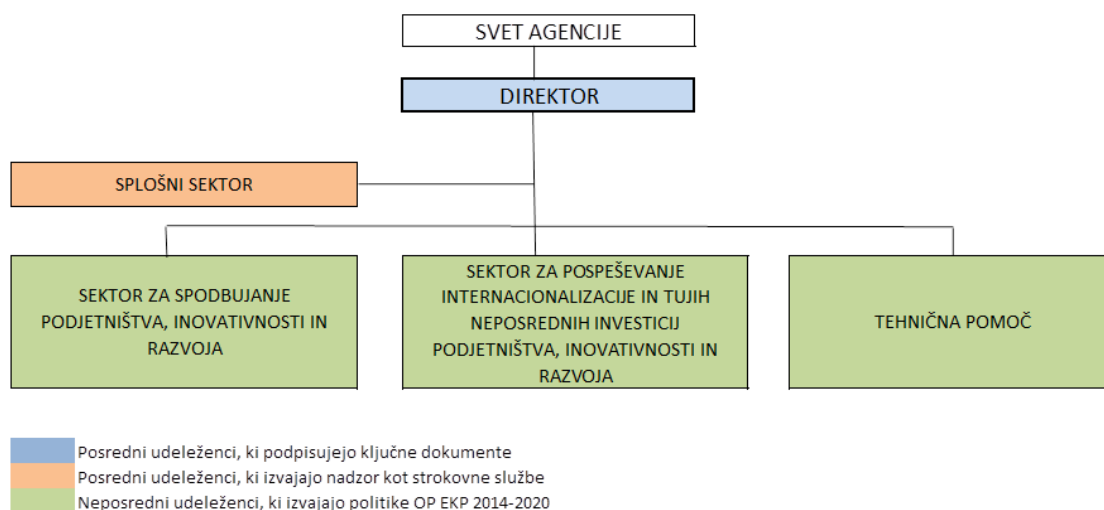 SVET AGENCIJE
DIREKTOR
SPLOŠNI SEKTOR
SEKTOR ZA SPODBUJANJE
PODJETNIŠTVA, INOVATIVNOSTI IN
RAZVOJA
SEKTOR ZA POSPEŠEVANJE
INTERNACIONALIZACIJE IN TUJIH
NEPOSREDNIH INVESTICIJ
PODJETNIŠTVA, INOVATIVNOSTI IN
RAZVOJA
TEHNIČNA POMOČ
Posredni udeleženci, ki podpisujejo ključne dokumente
Posredni udeleženci, ki izvajajo nadzor kot strokovne službe
Neposredni udeleženci, ki izvajajo politike OP EKP 2014-2020